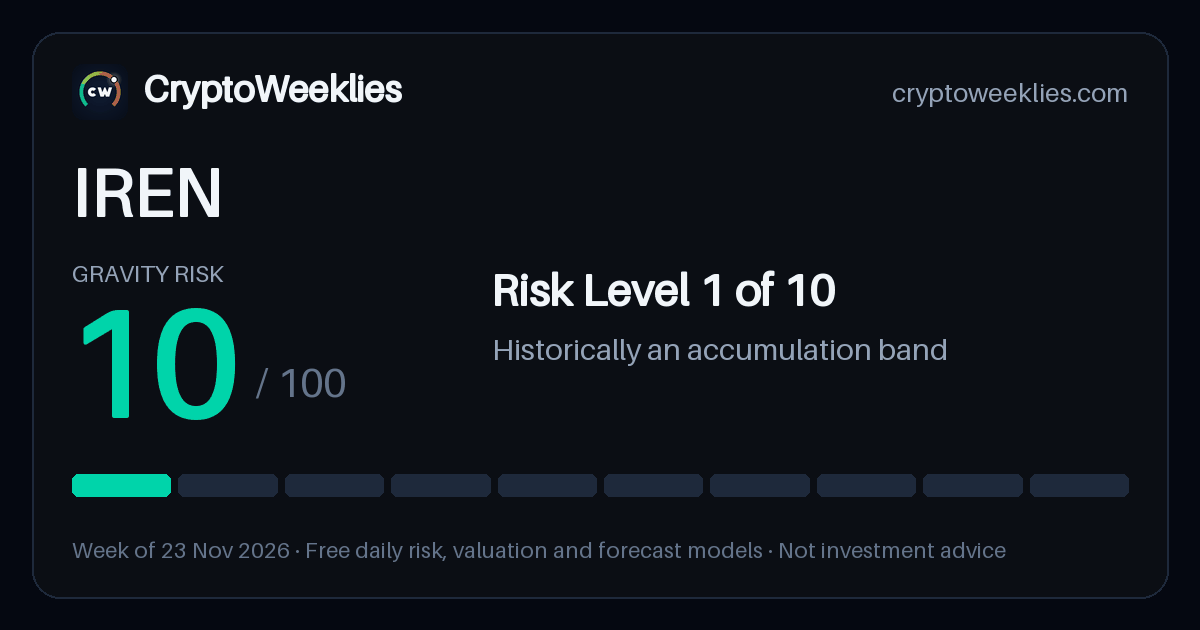 CW
CryptoWeeklies
cryptoweeklies.com
IREN
GRAVITY RISK
10 / 100
Risk Level 1 of 10
Historically an accumulation band
Week of 23 Nov 2026 · Free daily risk, valuation and forecast models · Not investment advice